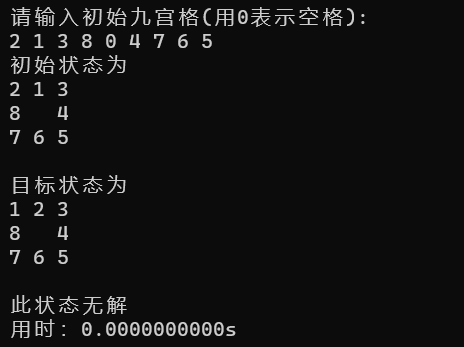 请输入初始九宫格(用0表示空格):
2 1 3 8 0 4 7 6 5
初始状态为
2 1 3
8   4
7 6 5
目标状态为
1 2 3
8   4
7 6 5
此状态无解
用时: 0.0000000000s